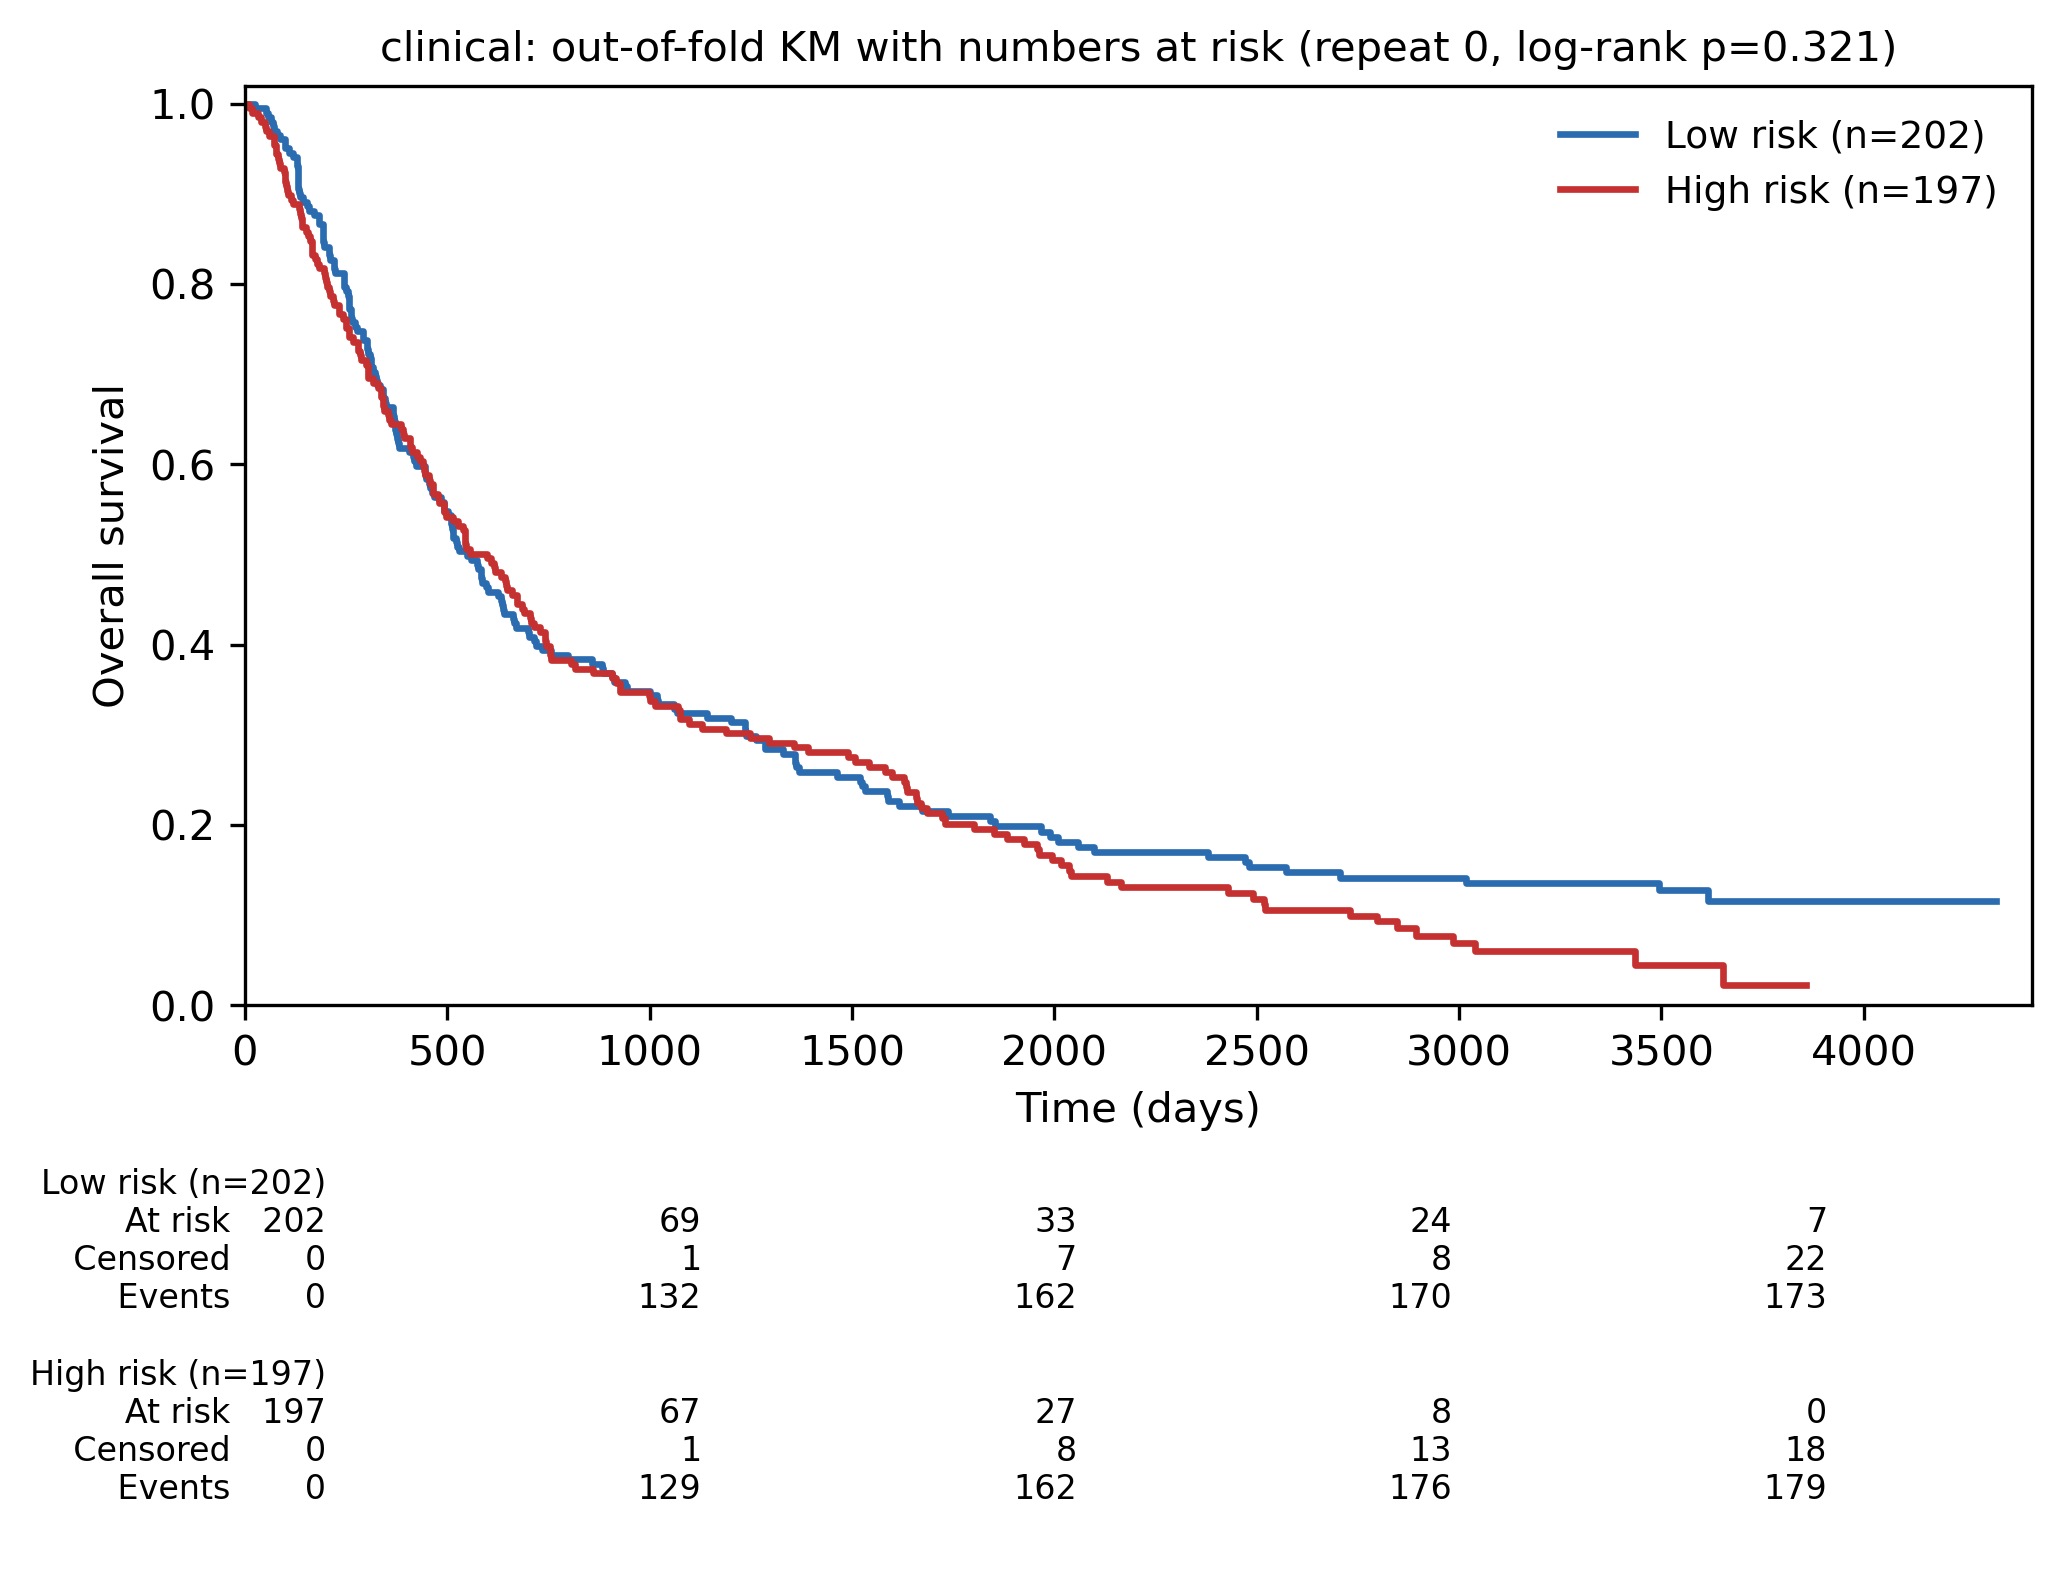 clinical: out-of-fold KM with numbers at risk (repeat 0, log-rank p=0.321)
Low risk (n=202)
High risk (n=197)
1.0
0.8
0.6
0.4
0.2
0.0
Overall survival
0 500 1000 1500 2000 2500 3000 3500 4000
Time (days)
Low risk (n=202)
At risk 202 69 33 24 7
Censored 0 1 7 8 22
Events 0 132 162 170 173
High risk (n=197)
At risk 197 67 27 8 0
Censored 0 1 8 13 18
Events 0 129 162 176 179